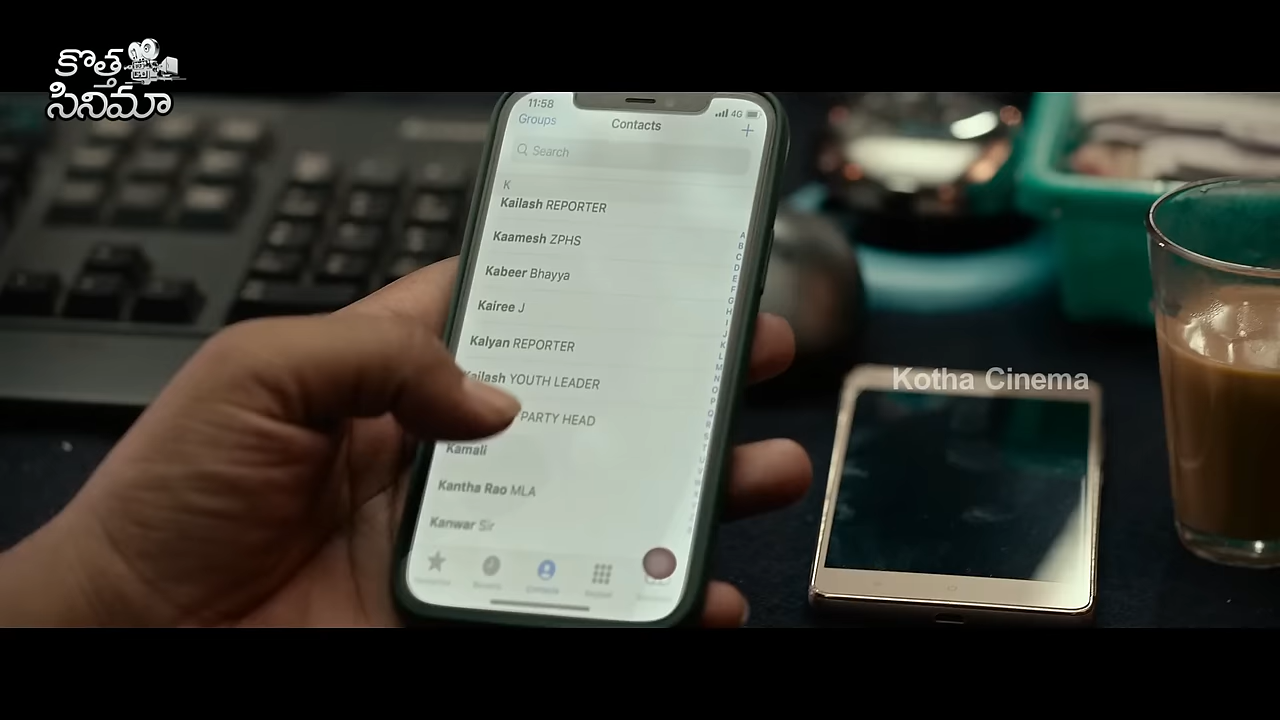 కొత్త
సినిమా
11:58
4G
Groups
Contacts
+
Search
K
Kailash REPORTER
Kaamesh ZPHS
Kabeer Bhayya
Kairee J
Kalyan REPORTER
Kailash YOUTH LEADER
PARTY HEAD
Kamali
Kantha Rao MLA
Kanwar Sir
A
B
C
D
E
F
G
H
I
J
K
L
M
N
O
P
Q
R
Contacts
Kotha Cinema